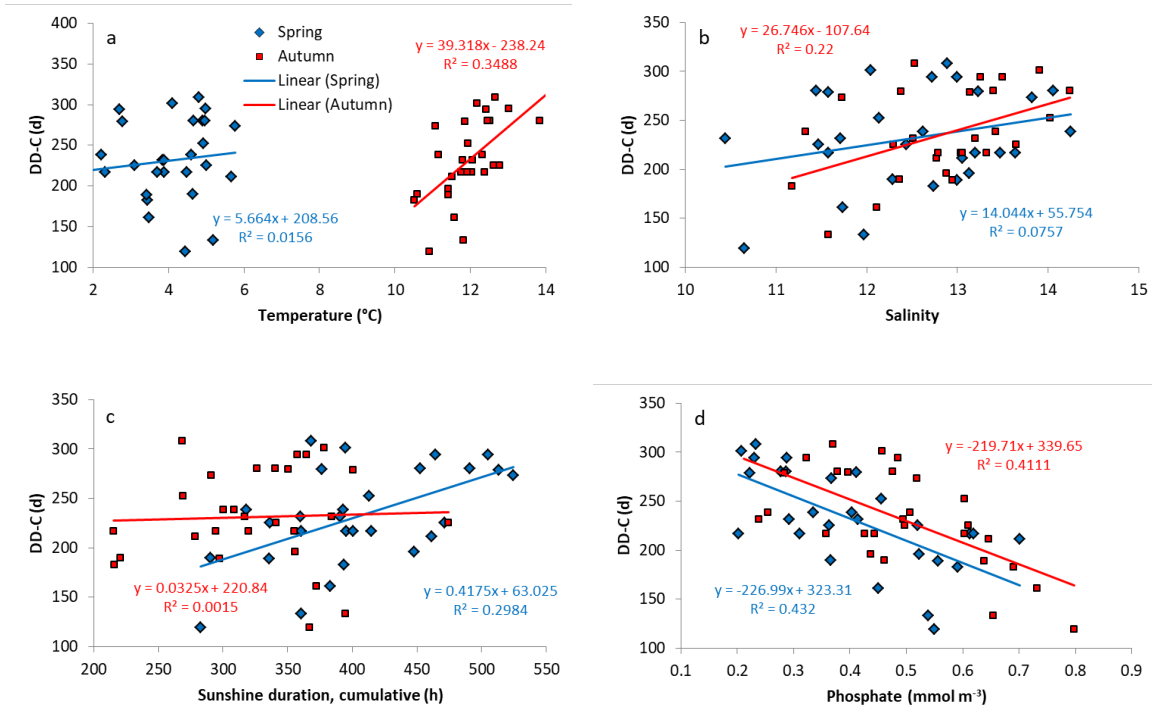 a
Spring
Autumn
Linear (Spring)
Linear (Autumn)
y = 39.318x - 238.24
R² = 0.3488
y = 5.664x + 208.56
R² = 0.0156
400
350
300
250
200
150
100
2 4 6 8 10 12 14
DD-C (d)
Temperature (°C)
b
y = 26.746x - 107.64
R² = 0.22
y = 14.044x + 55.754
R² = 0.0757
350
300
250
200
150
100
10 11 12 13 14 15
DD-C (d)
Salinity
c
y = 0.0325x + 220.84
R² = 0.0015
y = 0.4175x + 63.025
R² = 0.2984
350
300
250
200
150
100
200 250 300 350 400 450 500 550
DD-C (d)
Sunshine duration, cumulative (h)
d
y = -219.71x + 339.65
R² = 0.4111
y = -226.99x + 323.31
R² = 0.432
350
300
250
200
150
100
0.1 0.2 0.3 0.4 0.5 0.6 0.7 0.8 0.9
DD-C (d)
Phosphate (mmol m⁻³)